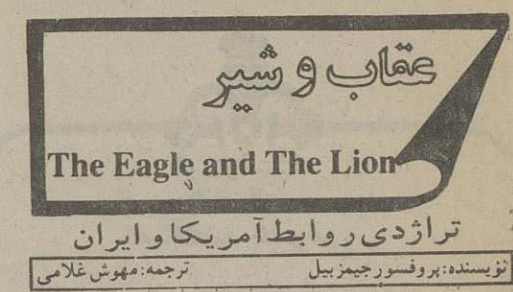 عقاب و شیر
The Eagle and The Lion
تراژدی روابط آمریکا و ایران
نویسنده: پروفسور جیمز بیل ترجمه: مهوش غلامی